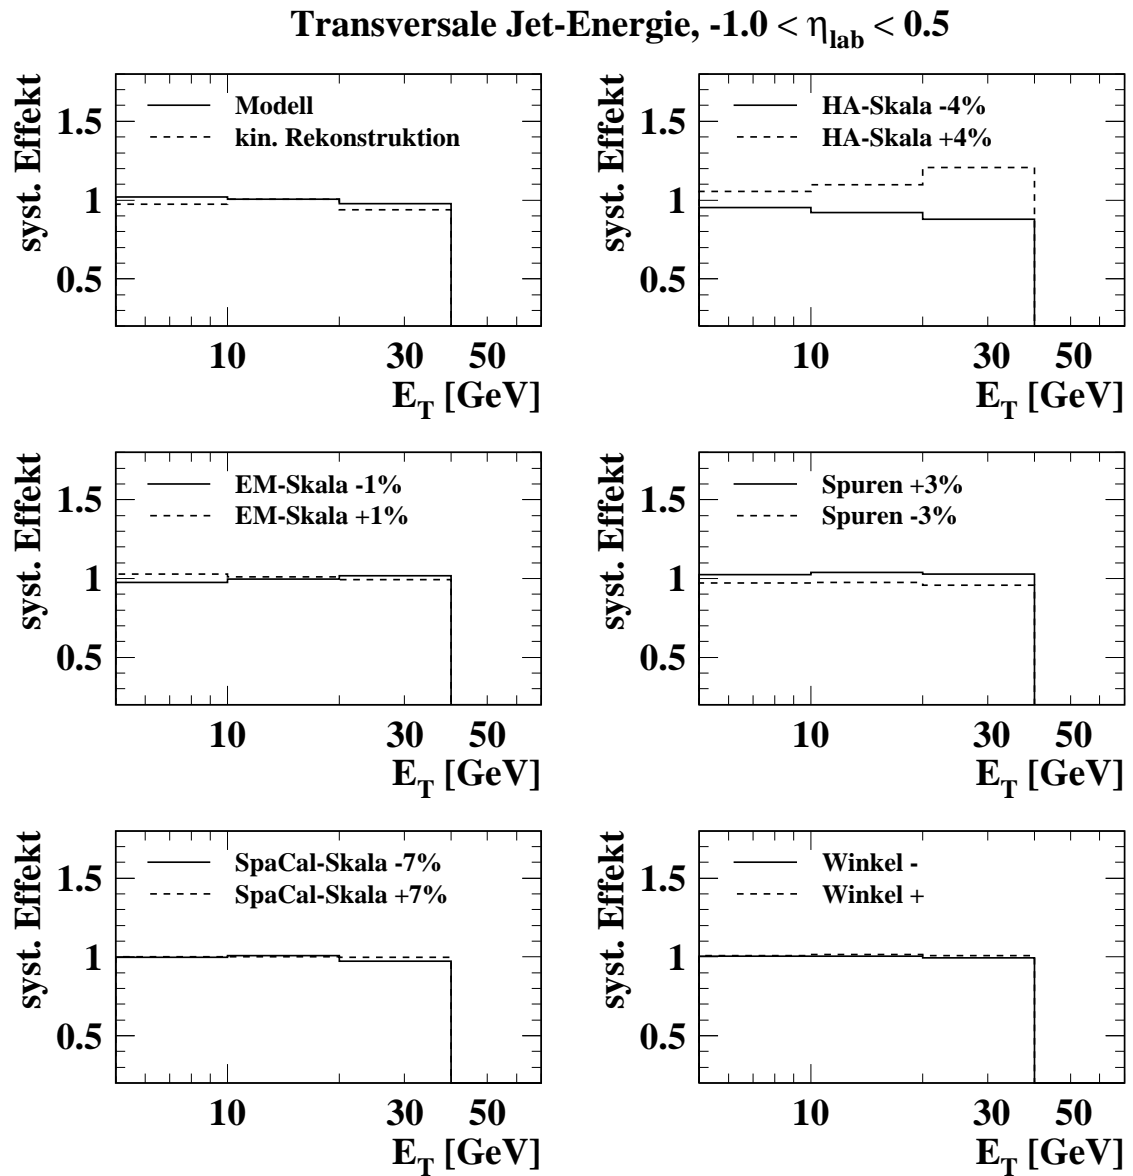 Transversale Jet-Energie, -1.0 < η_lab < 0.5
syst. Effekt
1.5
1
0.5
Modell
kin. Rekonstruktion
10 30 50
E_T [GeV]
syst. Effekt
1.5
1
0.5
HA-Skala -4%
HA-Skala +4%
10 30 50
E_T [GeV]
syst. Effekt
1.5
1
0.5
EM-Skala -1%
EM-Skala +1%
10 30 50
E_T [GeV]
syst. Effekt
1.5
1
0.5
Spuren +3%
Spuren -3%
10 30 50
E_T [GeV]
syst. Effekt
1.5
1
0.5
SpaCal-Skala -7%
SpaCal-Skala +7%
10 30 50
E_T [GeV]
syst. Effekt
1.5
1
0.5
Winkel -
Winkel +
10 30 50
E_T [GeV]